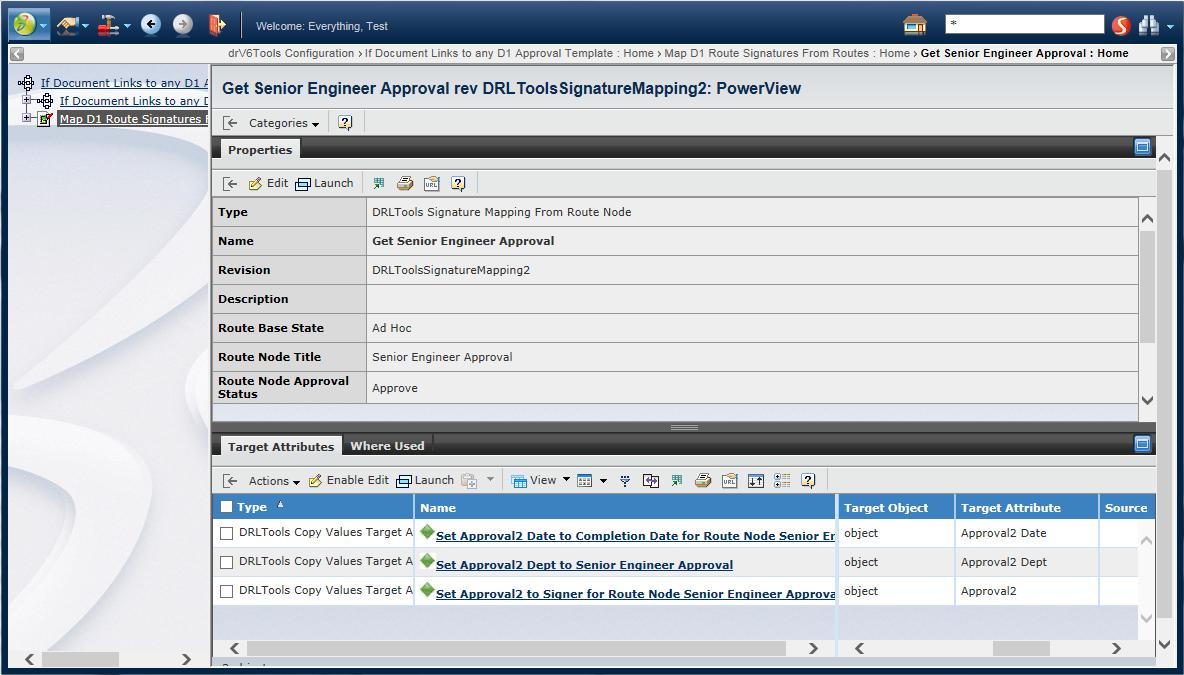 Welcome: Everything, Test
*
drV6Tools Configuration › If Document Links to any D1 Approval Template : Home › Map D1 Route Signatures From Routes : Home › Get Senior Engineer Approval : Home
If Document Links to any D1 A
If Document Links to any D
Map D1 Route Signatures F
Get Senior Engineer Approval rev DRLToolsSignatureMapping2: PowerView
Categories
Properties
Edit Launch
Type DRLTools Signature Mapping From Route Node
Name Get Senior Engineer Approval
Revision DRLToolsSignatureMapping2
Description
Route Base State Ad Hoc
Route Node Title Senior Engineer Approval
Route Node Approval
Status Approve
Target Attributes Where Used
Actions Enable Edit Launch View
Type Name Target Object Target Attribute Source
DRLTools Copy Values Target A Set Approval2 Date to Completion Date for Route Node Senior Er object Approval2 Date
DRLTools Copy Values Target A Set Approval2 Dept to Senior Engineer Approval object Approval2 Dept
DRLTools Copy Values Target A Set Approval2 to Signer for Route Node Senior Engineer Approva object Approval2